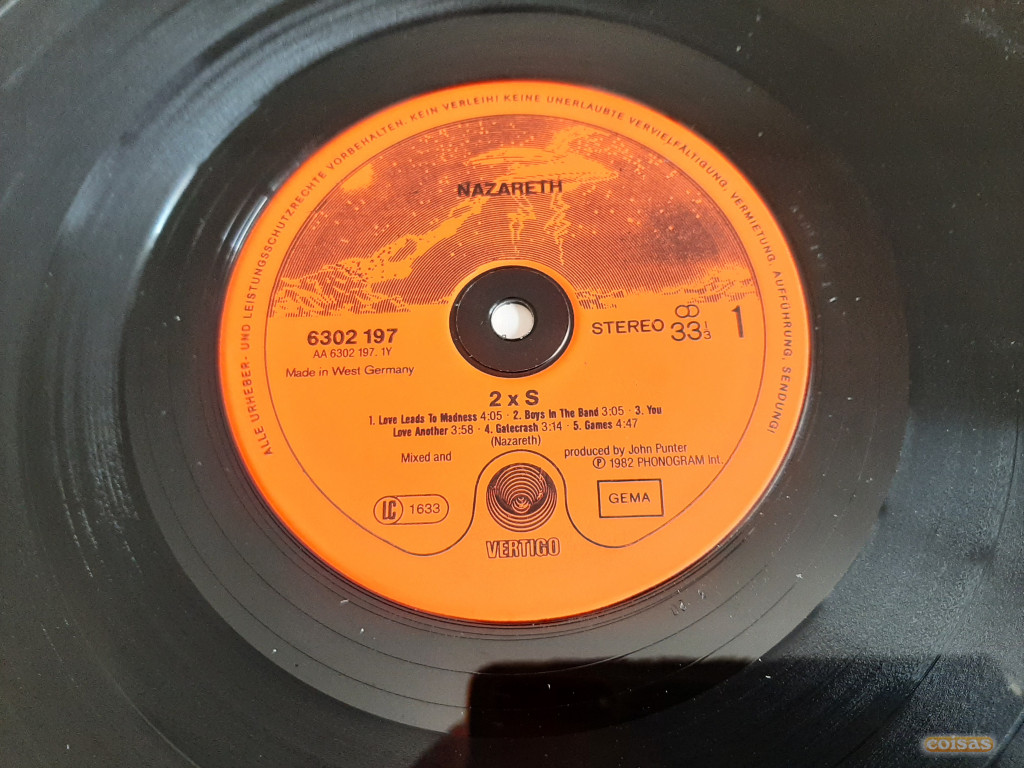 ALLE URHEBER- UND LEISTUNGSSCHUTZRECHTE VORBEHALTEN. KEIN VERLEIH! KEINE UNERLAUBTE VERVIELFÄLTIGUNG, VERMIETUNG, AUFFÜHRUNG, SENDUNG!
NAZARETH
6302 197
AA 6302 197. 1Y
Made in West Germany
STEREO 33 1/3 1
2 x S
1. Love Leads To Madness 4:05 · 2. Boys In The Band 3:05 · 3. You
Love Another 3:58 · 4. Gatecrash 3:14 · 5. Games 4:47
(Nazareth)
Mixed and produced by John Punter
℗ 1982 PHONOGRAM Int.
LC 1633
GEMA
VERTIGO
coisas